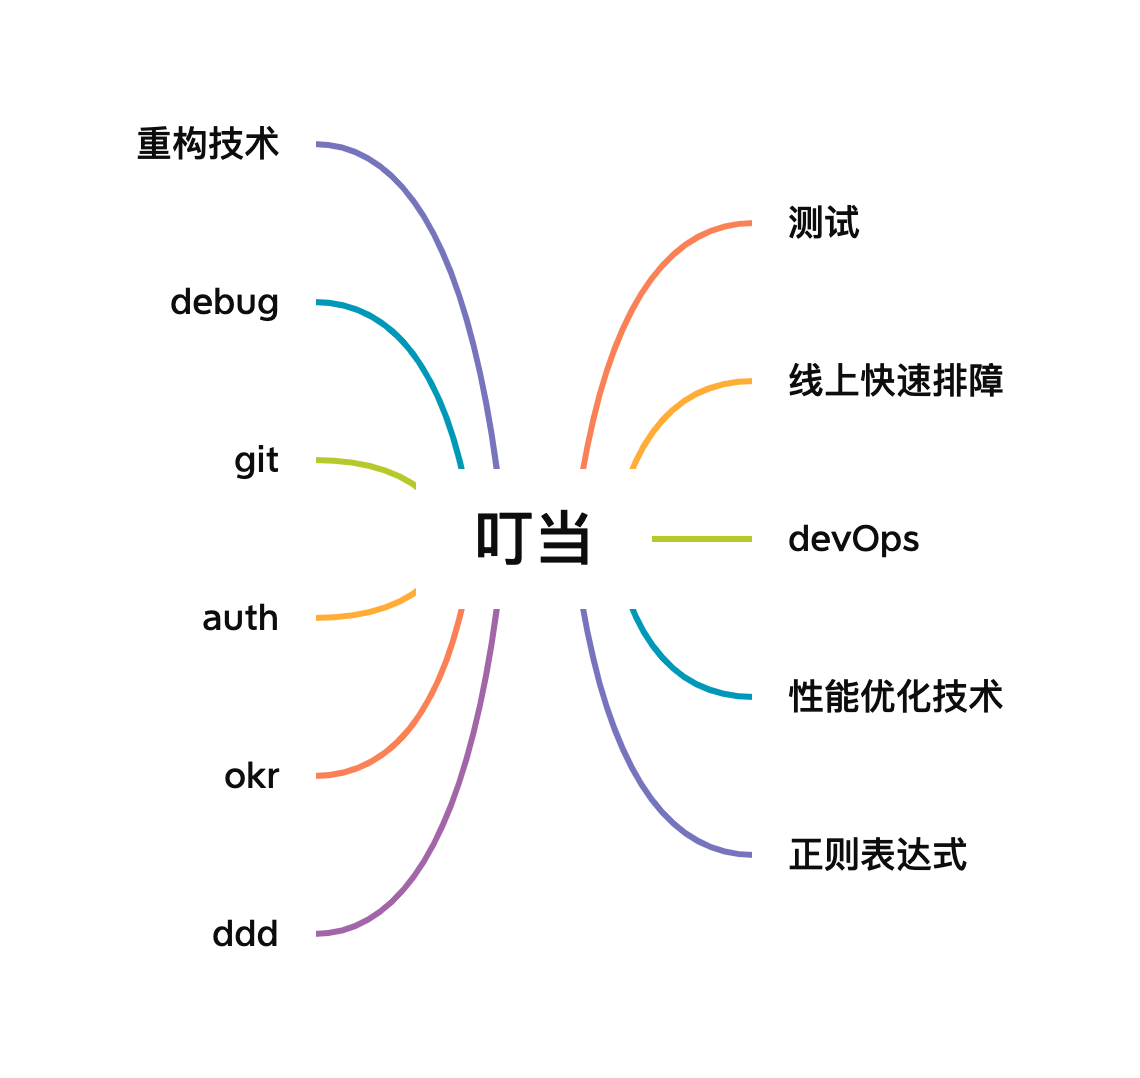 叮当
测试
线上快速排障
devOps
性能优化技术
正则表达式
重构技术
debug
git
auth
okr
ddd